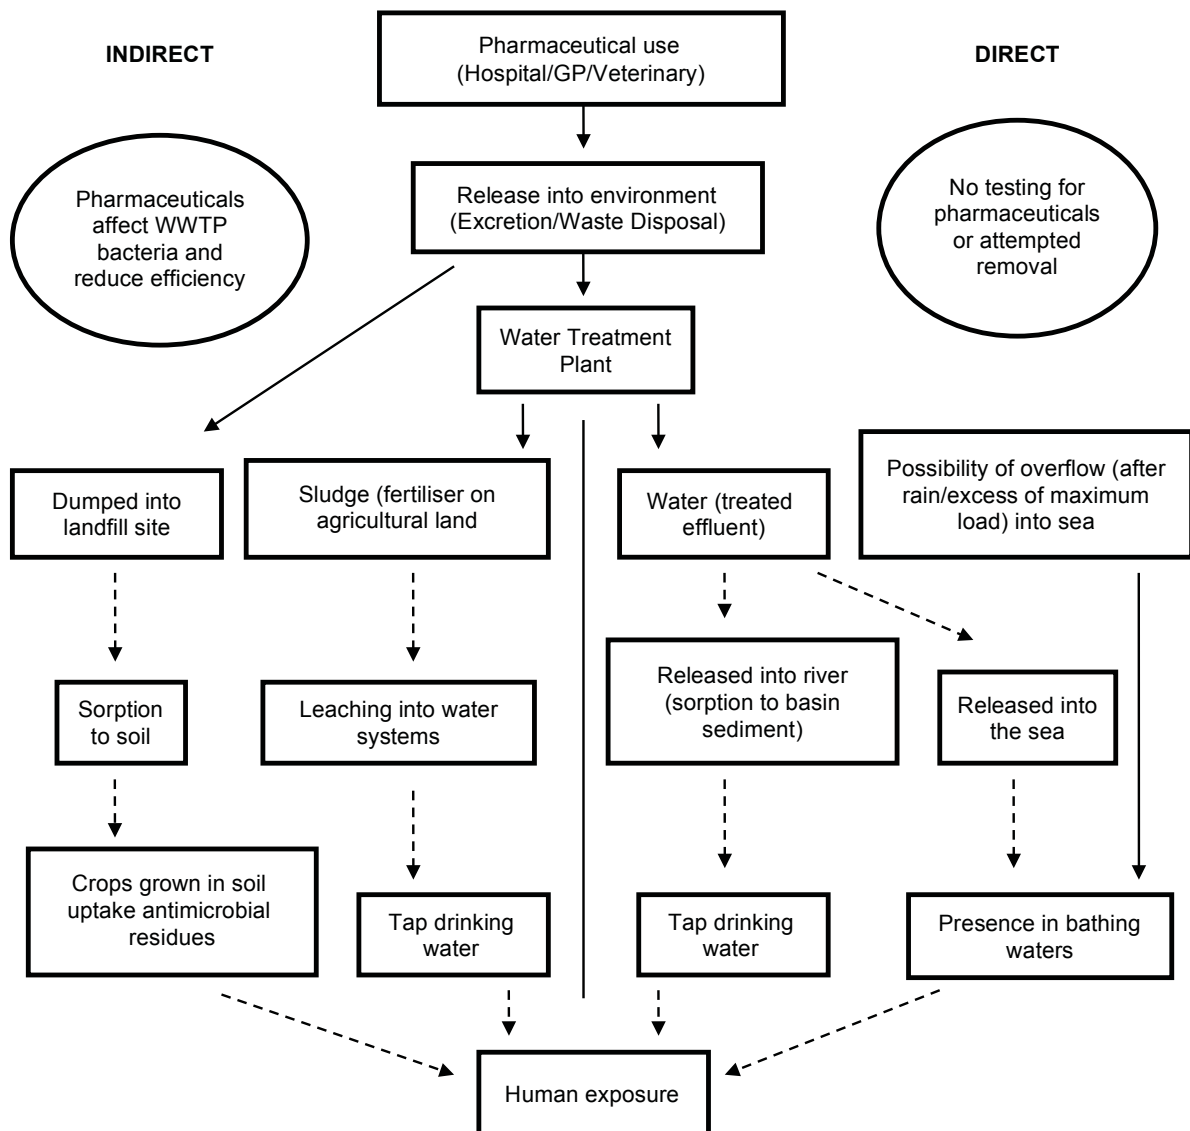 INDIRECT
Pharmaceutical use
(Hospital/GP/Veterinary)
DIRECT
Pharmaceuticals
affect WWTP
bacteria and
reduce efficiency
Release into environment
(Excretion/Waste Disposal)
No testing for
pharmaceuticals
or attempted
removal
Water Treatment
Plant
Dumped into
landfill site
Sludge (fertiliser on
agricultural land
Water (treated
effluent)
Possibility of overflow (after
rain/excess of maximum
load) into sea
Sorption
to soil
Leaching into water
systems
Released into river
(sorption to basin
sediment)
Released into
the sea
Crops grown in soil
uptake antimicrobial
residues
Tap drinking
water
Tap drinking
water
Presence in bathing
waters
Human exposure